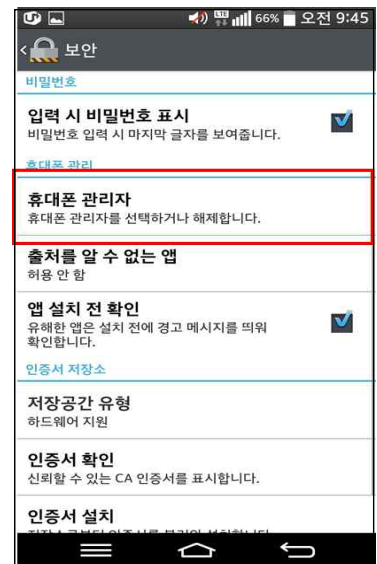 LTE 66% 오전 9:45
보안
비밀번호
입력 시 비밀번호 표시
비밀번호 입력 시 마지막 글자를 보여줍니다.
휴대폰 관리
휴대폰 관리자
휴대폰 관리자를 선택하거나 해제합니다.
출처를 알 수 없는 앱
허용 안 함
앱 설치 전 확인
유해한 앱은 설치 전에 경고 메시지를 띄워
확인합니다.
인증서 저장소
저장공간 유형
하드웨어 지원
인증서 확인
신뢰할 수 있는 CA 인증서를 표시합니다.
인증서 설치